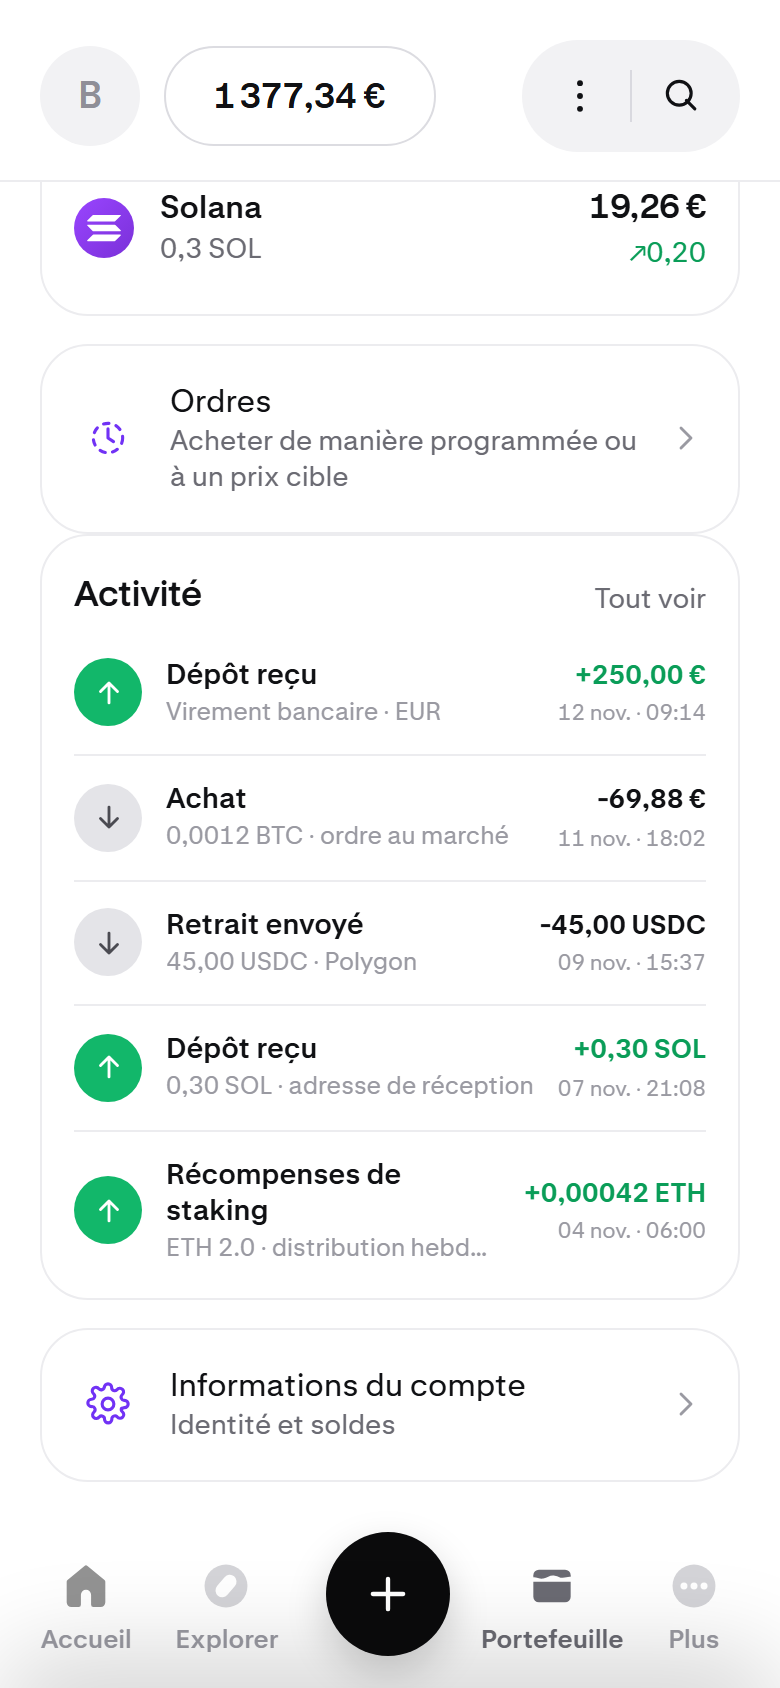 B
1 377,34 €
Solana
19,26 €
0,3 SOL
↗0,20
Ordres
Acheter de manière programmée ou
à un prix cible
Activité
Tout voir
Dépôt reçu
+250,00 €
Virement bancaire · EUR
12 nov. · 09:14
Achat
-69,88 €
0,0012 BTC · ordre au marché
11 nov. · 18:02
Retrait envoyé
-45,00 USDC
45,00 USDC · Polygon
09 nov. · 15:37
Dépôt reçu
+0,30 SOL
0,30 SOL · adresse de réception
07 nov. · 21:08
Récompenses de
staking
+0,00042 ETH
ETH 2.0 · distribution hebd...
04 nov. · 06:00
Informations du compte
Identité et soldes
Accueil
Explorer
Portefeuille
Plus